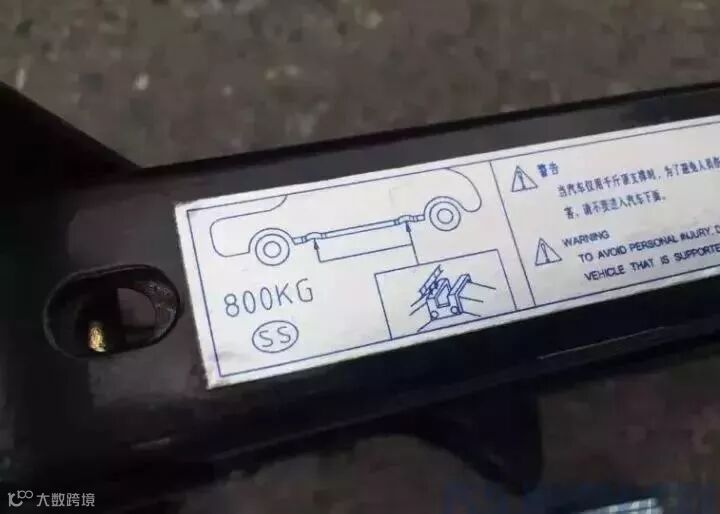 800KG
SS
警告
当汽车仅用千斤顶支撑时，为了避免人员
害，请不要进入汽车下面。
WARNING
TO AVOID PERSONAL INJURY,
VEHICLE THAT IS SUPPORTE
大数跨境